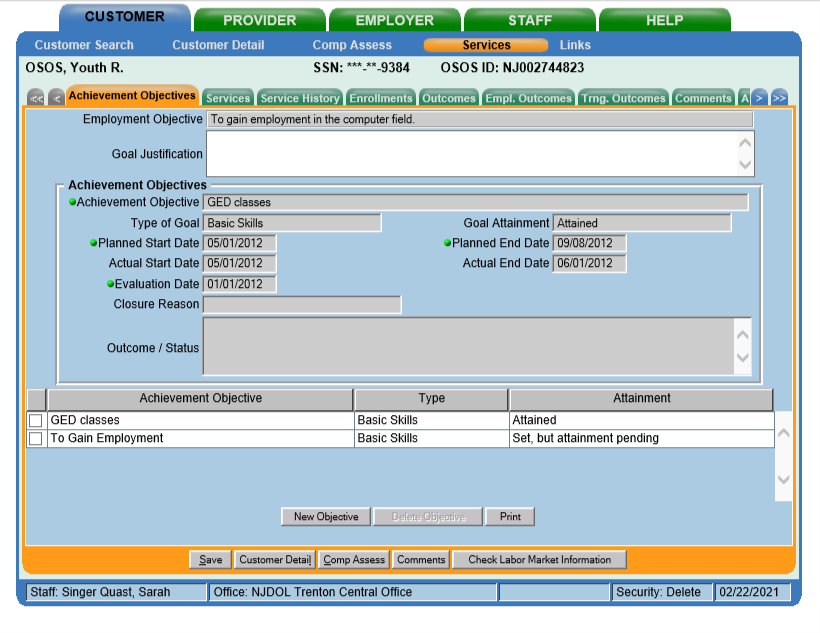 CUSTOMER PROVIDER EMPLOYER STAFF HELP
Customer Search Customer Detail Comp Assess Services Links
OSOS, Youth R. SSN: ***-**-9384 OSOS ID: NJ002744823
<< < Achievement Objectives Services Service History Enrollments Outcomes Empl. Outcomes Trng. Outcomes Comments A > >>
Employment Objective To gain employment in the computer field.
Goal Justification
Achievement Objectives
Achievement Objective GED classes
Type of Goal Basic Skills Goal Attainment Attained
Planned Start Date 05/01/2012 Planned End Date 09/08/2012
Actual Start Date 05/01/2012 Actual End Date 06/01/2012
Evaluation Date 01/01/2012
Closure Reason
Outcome / Status
Achievement Objective Type Attainment
GED classes Basic Skills Attained
To Gain Employment Basic Skills Set, but attainment pending
New Objective Delete Objective Print
Save Customer Detail Comp Assess Comments Check Labor Market Information
Staff: Singer Quast, Sarah Office: NJDOL Trenton Central Office Security: Delete 02/22/2021